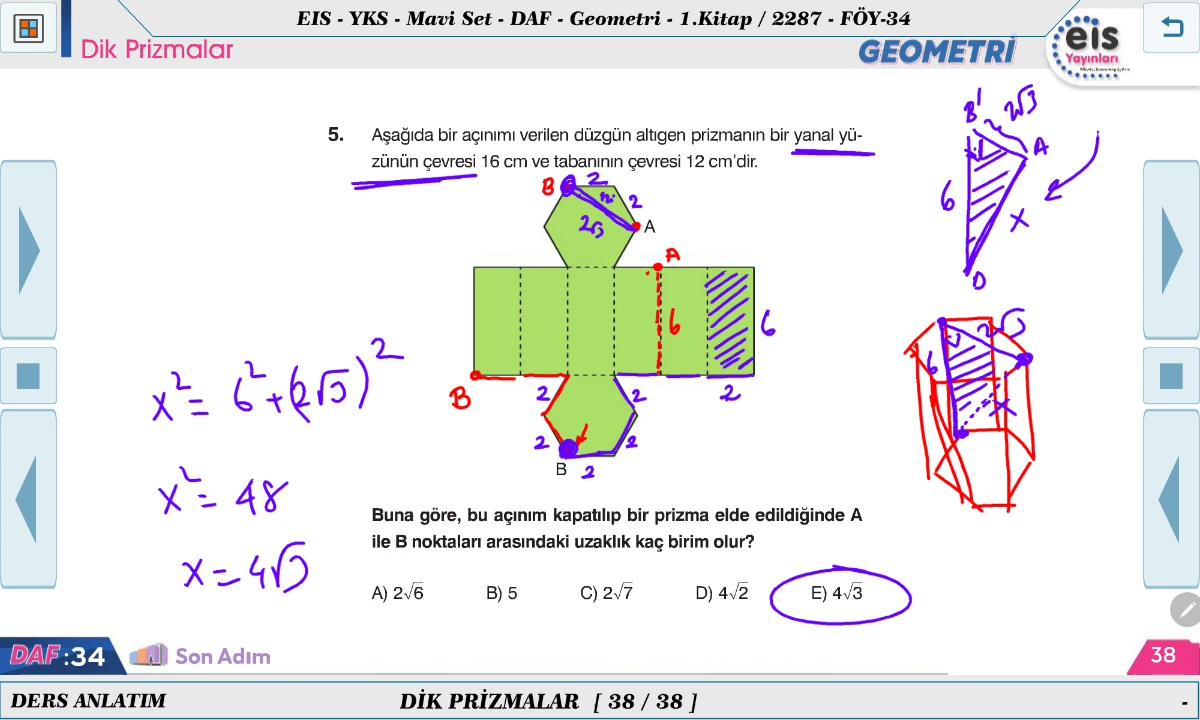 EIS - YKS - Mavi Set - DAF - Geometri - 1.Kitap / 2287 - FÖY-34
Dik Prizmalar
GEOMETRİ
eis
Yayınları
5. Aşağıda bir açınımı verilen düzgün altıgen prizmanın bir yanal yü-
zünün çevresi 16 cm ve tabanının çevresi 12 cm'dir.
B' 2√3
A
6
x
D
B 2
2
2√3
A
A
6
6
2
B
2 2
2 2
B 2
2√3
6
x
x² = 6² + (2√3)²
x² = 48
x = 4√3
Buna göre, bu açınım kapatılıp bir prizma elde edildiğinde A
ile B noktaları arasındaki uzaklık kaç birim olur?
A) 2√6 B) 5 C) 2√7 D) 4√2 E) 4√3
DAF:34 Son Adım
38
DERS ANLATIM DİK PRİZMALAR [ 38 / 38 ] -